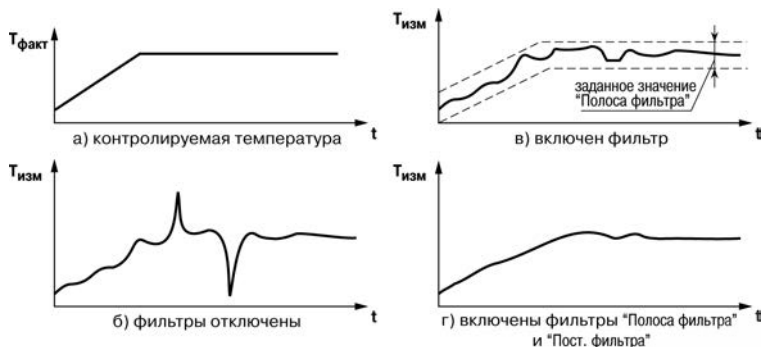 Tфакт
t
а) контролируемая температура
Tизм
заданное значение
“Полоса фильтра”
t
в) включен фильтр
Tизм
t
б) фильтры отключены
Tизм
t
г) включены фильтры “Полоса фильтра”
и “Пост. фильтра”